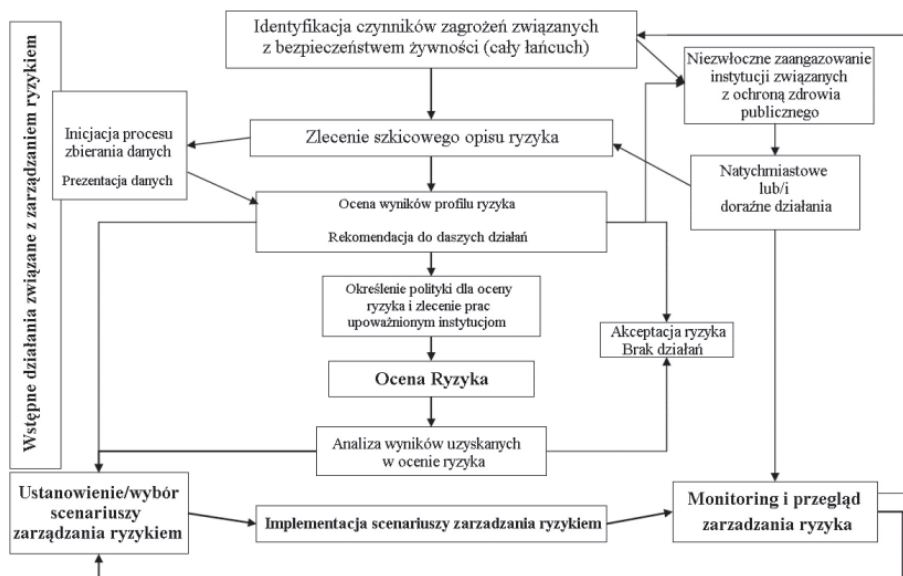 Identyfikacja czynników zagrożeń związanych
z bezpieczeństwem żywności (cały łańcuch)
Niezwłoczne zaangazowanie
instytucji związanych
z ochroną zdrowia
publicznego
Wstępne działania związane z zarządzaniem ryzykiem
Inicjacja procesu
zbierania danych
Prezentacja danych
Zlecenie szkicowego opisu ryzyka
Natychmiastowe
lub/i
doraźne działania
Ocena wyników profilu ryzyka
Rekomendacja do daszych działań
Określenie polityki dla oceny
ryzyka i zlecenie prac
upoważnionym instytucjom
Akceptacja ryzyka
Brak działań
Ocena Ryzyka
Analiza wyników uzyskanych
w ocenie ryzyka
Ustanowienie/wybór
scenariuszy
zarządzania ryzykiem
Implementacja scenariuszy zarzadzania ryzykiem
Monitoring i przegląd
zarzadzania ryzyka